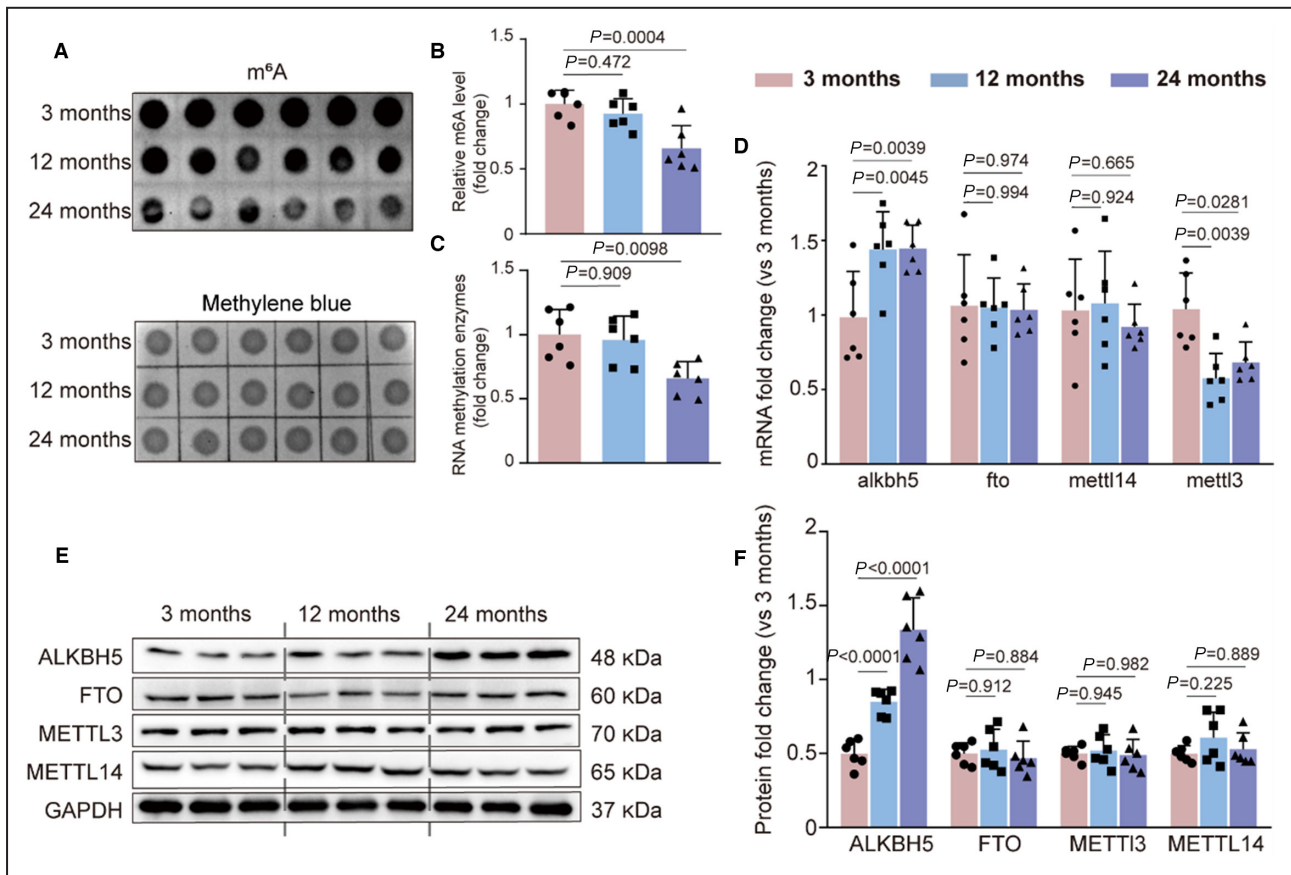 A
m⁶A
3 months
12 months
24 months
Methylene blue
3 months
12 months
24 months
B
Relative m6A level
(fold change)
1.5
1
0.5
0
P=0.0004
P=0.472
C
RNA methylation enzymes
(fold change)
1.5
1
0.5
0
P=0.0098
P=0.909
3 months 12 months 24 months
D
mRNA fold change (vs 3 months)
2
1.5
1
0.5
0
P=0.0039
P=0.0045
P=0.974
P=0.994
P=0.665
P=0.924
P=0.0281
P=0.0039
alkbh5 fto mettl14 mettl3
E
3 months 12 months 24 months
ALKBH5 48 кDa
FTO 60 кDa
METTL3 70 кDa
METTL14 65 кDa
GAPDH 37 кDa
F
Protein fold change (vs 3 months)
2
1.5
1
0.5
0
P<0.0001
P<0.0001
P=0.884
P=0.912
P=0.982
P=0.945
P=0.889
P=0.225
ALKBH5 FTO METTl3 METTL14